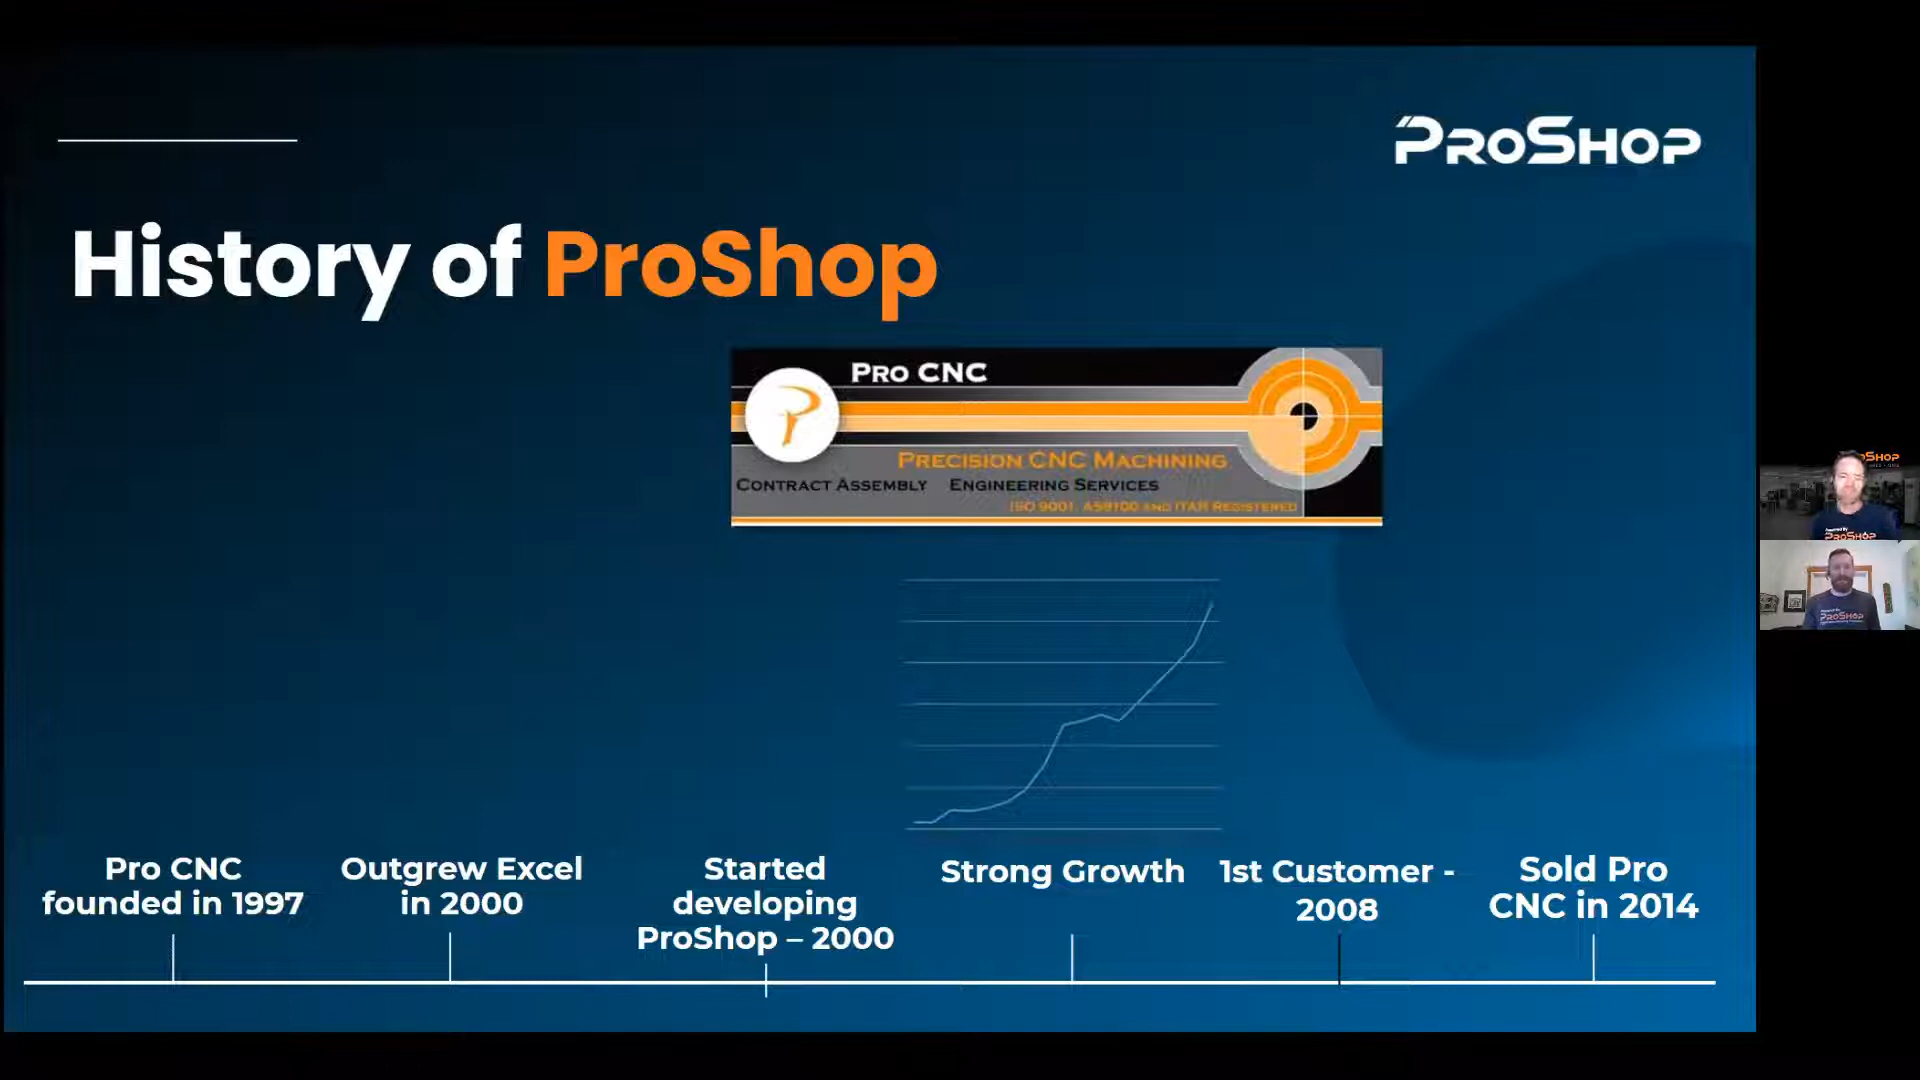 PROSHOP
History of ProShop
PRO CNC
PRECISION CNC MACHINING
CONTRACT ASSEMBLY ENGINEERING SERVICES
ISO 9001, AS9100 AND ITAR REGISTERED
Pro CNC
founded in 1997
Outgrew Excel
in 2000
Started
developing
ProShop – 2000
Strong Growth
1st Customer -
2008
Sold Pro
CNC in 2014
PROSHOP
PROSHOP